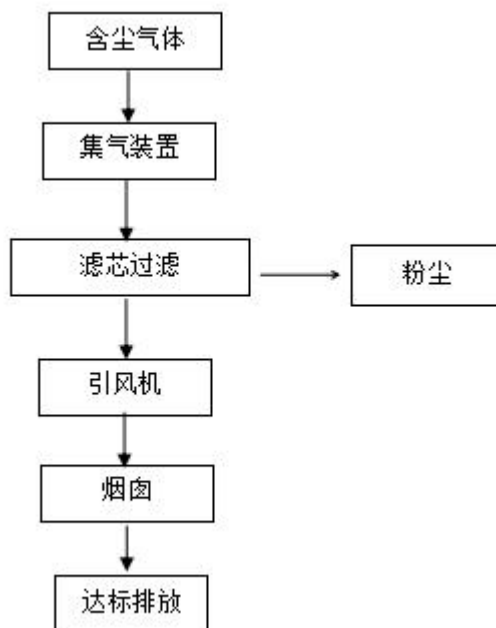 含尘气体
集气装置
滤芯过滤
粉尘
引风机
烟囱
达标排放